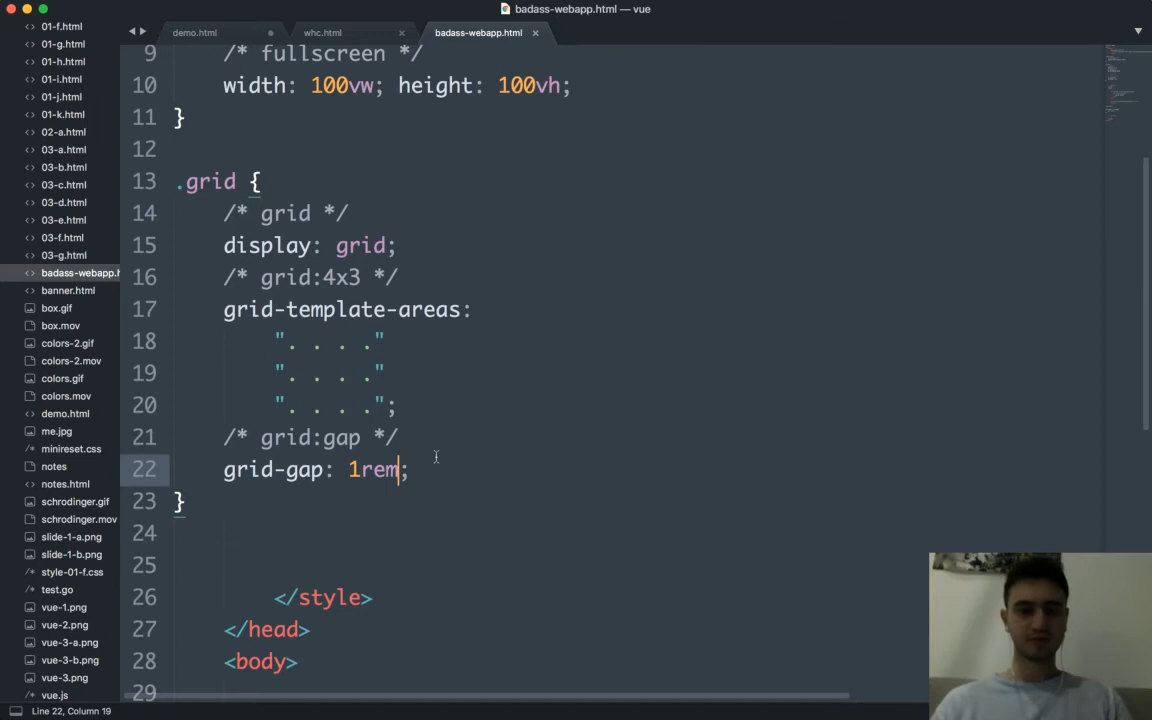 badass-webapp.html — vue
demo.html
whc.html
badass-webapp.html
01-f.html
01-g.html
01-h.html
01-i.html
01-j.html
01-k.html
02-a.html
03-a.html
03-b.html
03-c.html
03-d.html
03-e.html
03-f.html
03-g.html
badass-webapp.h
banner.html
box.gif
box.mov
colors-2.gif
colors-2.mov
colors.gif
colors.mov
demo.html
me.jpg
minireset.css
notes
notes.html
schrodinger.gif
schrodinger.mov
slide-1-a.png
slide-1-b.png
style-01-f.css
test.go
vue-1.png
vue-2.png
vue-3-a.png
vue-3-b.png
vue-3.png
vue.js
9 /* fullscreen */
10 width: 100vw; height: 100vh;
11 }
12
13 .grid {
14 /* grid */
15 display: grid;
16 /* grid:4x3 */
17 grid-template-areas:
18 ". . . ."
19 ". . . ."
20 ". . . .";
21 /* grid:gap */
22 grid-gap: 1rem;
23 }
24
25
26 </style>
27 </head>
28 <body>
29
Line 22, Column 19